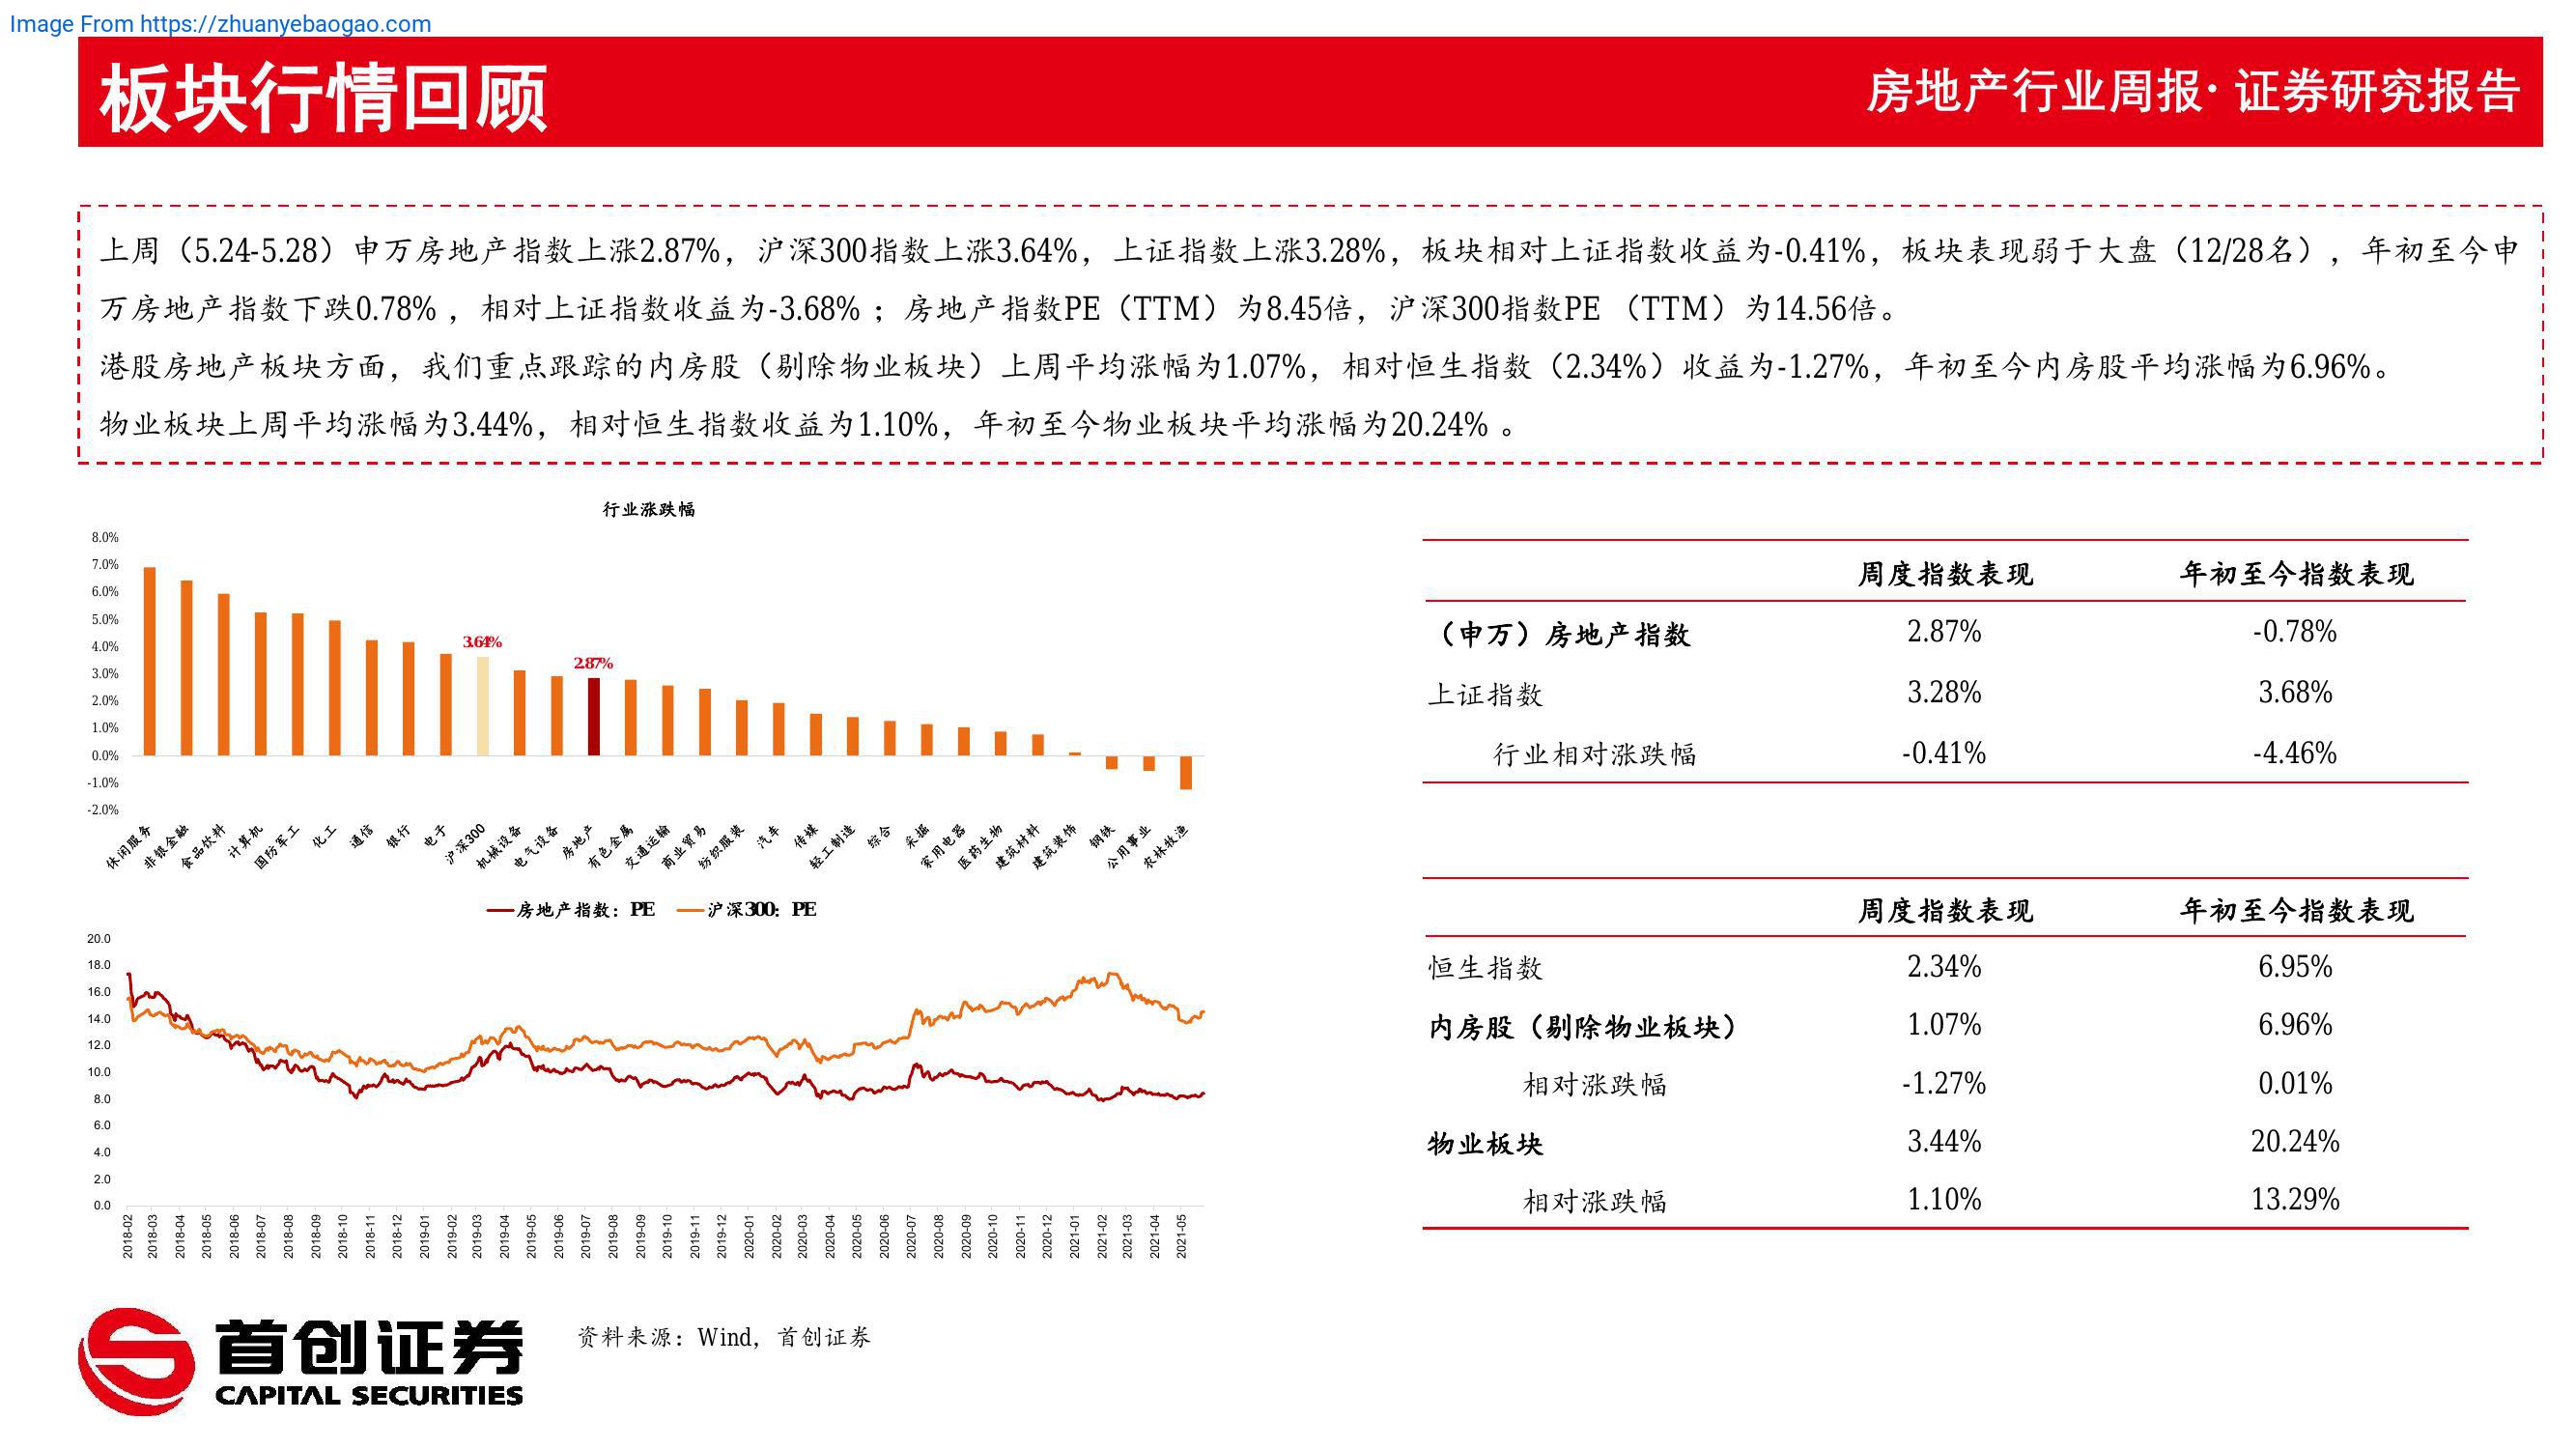 Image From https://zhuanyebaogao.com
板块行情回顾
房地产行业周报· 证券研究报告
上周（5.24-5.28）申万房地产指数上涨2.87%，沪深300指数上涨3.64%，上证指数上涨3.28%，板块相对上证指数收益为-0.41%，板块表现弱于大盘（12/28名），年初至今申
万房地产指数下跌0.78% ，相对上证指数收益为-3.68% ；房地产指数PE（TTM）为8.45倍，沪深300指数PE （TTM）为14.56倍。
港股房地产板块方面，我们重点跟踪的内房股（剔除物业板块）上周平均涨幅为1.07%，相对恒生指数（2.34%）收益为-1.27%，年初至今内房股平均涨幅为6.96%。
物业板块上周平均涨幅为3.44%，相对恒生指数收益为1.10%，年初至今物业板块平均涨幅为20.24% 。
行业涨跌幅
8.0%
7.0%
6.0%
5.0%
4.0%
3.0%
2.0%
1.0%
0.0%
-1.0%
-2.0%
3.64%
2.87%
休闲服务
非银金融
食品饮料
计算机
国防军工
化工
通信
银行
电子
沪深300
机械设备
电气设备
房地产
有色金属
交通运输
商业贸易
纺织服装
汽车
传媒
轻工制造
综合
采掘
家用电器
医药生物
建筑材料
建筑装饰
钢铁
公用事业
农林牧渔
房地产指数：PE 沪深300：PE
20.0
18.0
16.0
14.0
12.0
10.0
8.0
6.0
4.0
2.0
0.0
2018-02
2018-03
2018-04
2018-05
2018-06
2018-07
2018-08
2018-09
2018-10
2018-11
2018-12
2019-01
2019-02
2019-03
2019-04
2019-05
2019-06
2019-07
2019-08
2019-09
2019-10
2019-11
2019-12
2020-01
2020-02
2020-03
2020-04
2020-05
2020-06
2020-07
2020-08
2020-09
2020-10
2020-11
2020-12
2021-01
2021-02
2021-03
2021-04
2021-05
周度指数表现 年初至今指数表现
（申万）房地产指数 2.87% -0.78%
上证指数 3.28% 3.68%
行业相对涨跌幅 -0.41% -4.46%
周度指数表现 年初至今指数表现
恒生指数 2.34% 6.95%
内房股（剔除物业板块） 1.07% 6.96%
相对涨跌幅 -1.27% 0.01%
物业板块 3.44% 20.24%
相对涨跌幅 1.10% 13.29%
首创证券
CAPITAL SECURITIES
资料来源：Wind，首创证券